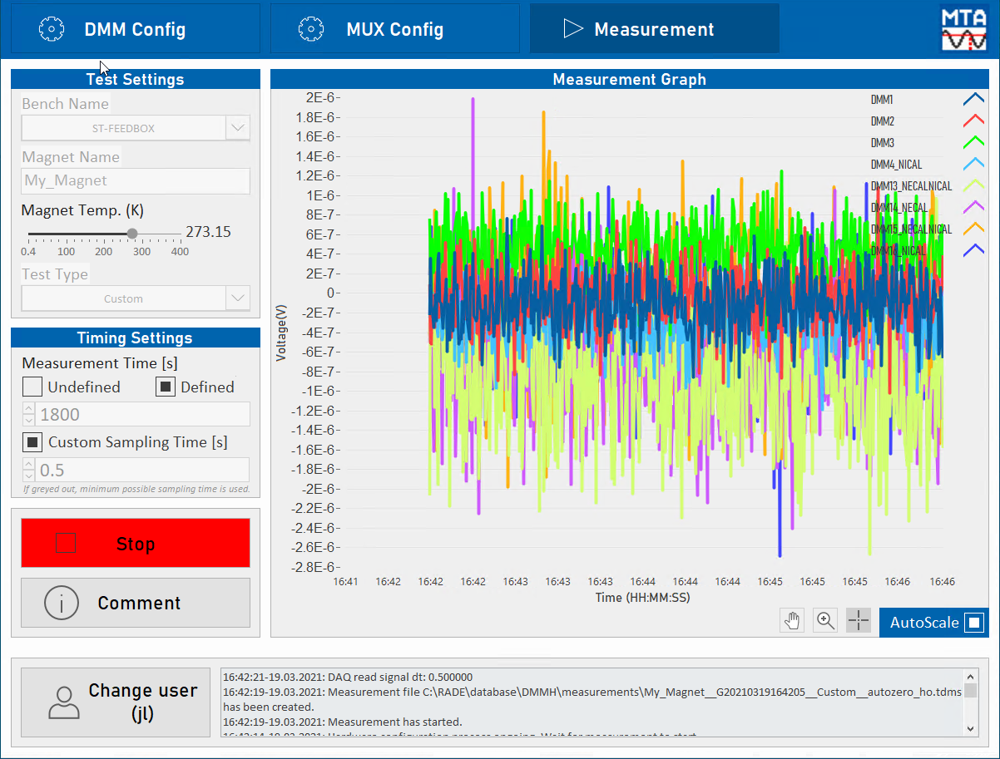 DMM Config
MUX Config
Measurement
MTA
Test Settings
Bench Name
ST-FEEDBOX
Magnet Name
My_Magnet
Magnet Temp. (K)
273.15
0.4 100 200 300 400
Test Type
Custom
Timing Settings
Measurement Time [s]
Undefined
Defined
1800
Custom Sampling Time [s]
0.5
If greyed out, minimum possible sampling time is used.
Stop
Comment
Measurement Graph
DMM1
DMM2
DMM3
DMM4_NICAL
DMM13_NECALNICAL
DMM14_NECAL
DMM15_NECALNICAL
DMM16_NICAL
2E-6
1.8E-6
1.6E-6
1.4E-6
1.2E-6
1E-6
8E-7
6E-7
4E-7
2E-7
0
-2E-7
-4E-7
-6E-7
-8E-7
-1E-6
-1.2E-6
-1.4E-6
-1.6E-6
-1.8E-6
-2E-6
-2.2E-6
-2.4E-6
-2.6E-6
-2.8E-6
Voltage(V)
16:41 16:42 16:42 16:42 16:43 16:43 16:43 16:44 16:44 16:44 16:45 16:45 16:45 16:46 16:46
Time (HH:MM:SS)
AutoScale
Change user
(jl)
16:42:21-19.03.2021: DAQ read signal dt: 0.500000
16:42:19-19.03.2021: Measurement file C:\RADE\database\DMMH\measurements\My_Magnet__G20210319164205__Custom__autozero_ho.tdms
has been created.
16:42:19-19.03.2021: Measurement has started.
16:42:14-19.03.2021: Hardware configuration process ongoing. Wait for measurement to start